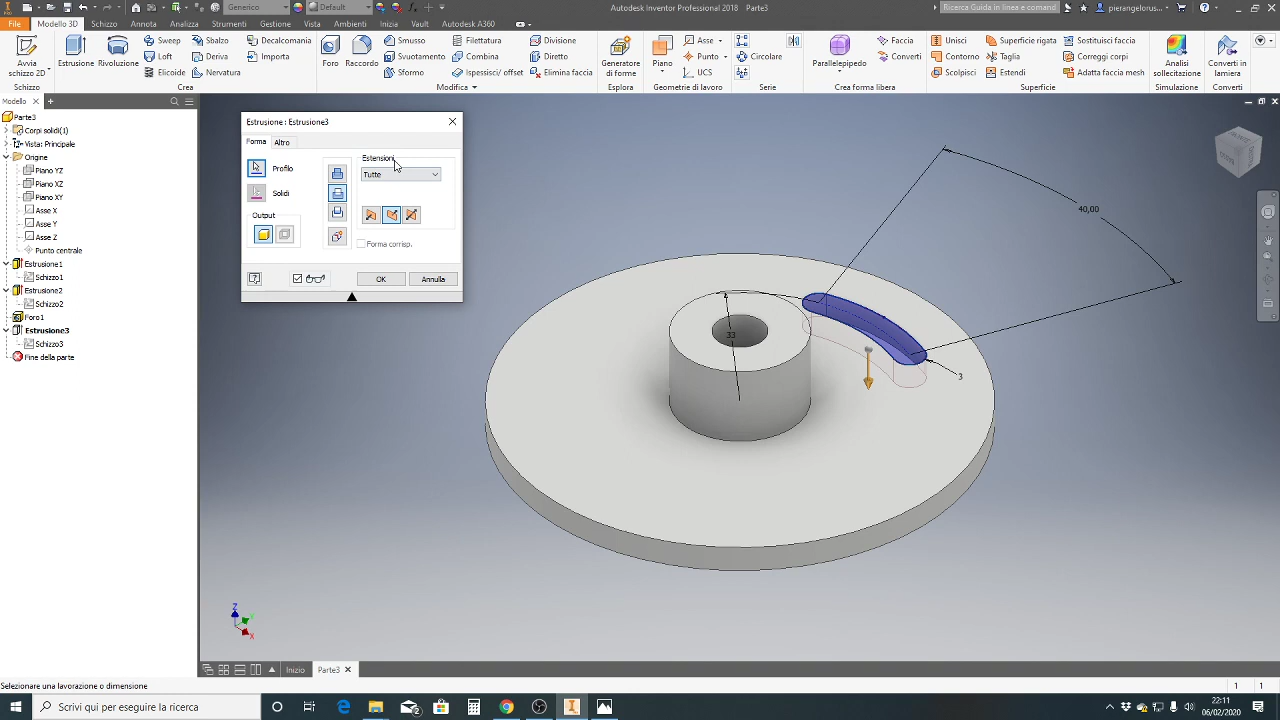 Generico
Default
Autodesk Inventor Professional 2018
Parte3
Ricerca Guida in linea e comand
pierangelorus...
File
Modello 3D
Schizzo
Annota
Analizza
Strumenti
Gestione
Vista
Ambienti
Inizia
Vault
Autodesk A360
Avvia
schizzo 2D
Estrusione
Rivoluzione
Sweep
Loft
Elicoide
Sbalzo
Deriva
Nervatura
Decalcomania
Importa
Foro
Raccordo
Smusso
Svuotamento
Sformo
Filettatura
Combina
Ispessisci/ offset
Divisione
Diretto
Elimina faccia
Generatore
di forme
Piano
Asse
Punto
UCS
Circolare
Parallelepipedo
Faccia
Converti
Unisci
Contorno
Scolpisci
Superficie rigata
Taglia
Estendi
Sostituisci faccia
Correggi corpi
Adatta faccia mesh
Analisi
sollecitazione
Converti in
lamiera
Schizzo
Crea
Modifica
Esplora
Geometria di lavoro
Serie
Crea forma libera
Superficie
Simulazione
Converti
Modello
Parte3
Corpi solidi(1)
Vista: Principale
Origine
Piano YZ
Piano XZ
Piano XY
Asse X
Asse Y
Asse Z
Punto centrale
Estrusione1
Schizzo1
Estrusione2
Schizzo2
Foro1
Estrusione3
Schizzo3
Fine della parte
Estrusione : Estrusione3
Forma
Altro
Profilo
Solidi
Output
Estensioni
Tutte
Forma corrisp.
OK
Annulla
40,00
33
3
Z
Y
X
Inizio
Parte3
Selezionare una lavorazione o dimensione
1
1
Scrivi qui per eseguire la ricerca
2
22:11
06/02/2020